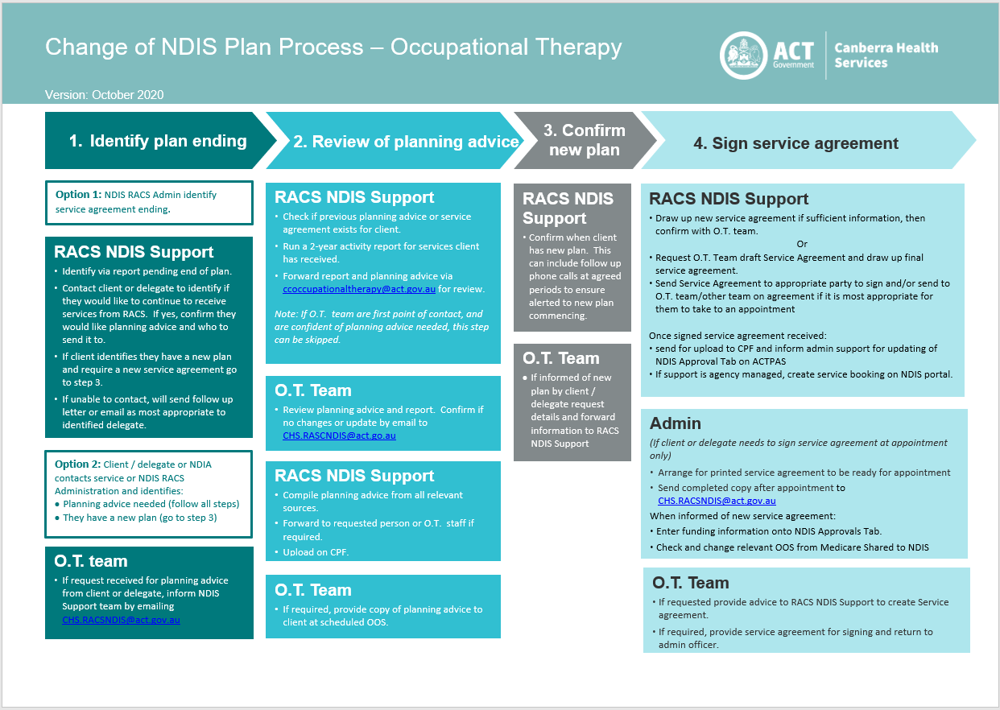 Change of NDIS Plan Process – Occupational Therapy
Version: October 2020
ACT
Government
Canberra Health
Services
1. Identify plan ending
2. Review of planning advice
3. Confirm
new plan
4. Sign service agreement
Option 1: NDIS RACS Admin identify
service agreement ending.
RACS NDIS Support
• Identify via report pending end of plan.
• Contact client or delegate to identify if
they would like to continue to receive
services from RACS.  If yes, confirm they
would like planning advice and who to
send it to.
• If client identifies they have a new plan
and require a new service agreement go
to step 3.
• If unable to contact, will send follow up
letter or email as most appropriate to
identified delegate.
Option 2: Client / delegate or NDIA
contacts service or NDIS RACS
Administration and identifies:
• Planning advice needed (follow all steps)
• They have a new plan (go to step 3)
O.T. team
• If request received for planning advice
from client or delegate, inform NDIS
Support team by emailing
CHS.RACSNDIS@act.gov.au
RACS NDIS Support
• Check if previous planning advice or service
agreement exists for client.
• Run a 2-year activity report for services client
has received.
• Forward report and planning advice via
ccoccupationaltherapy@act.gov.au for review.
Note: If O.T.  team are first point of contact, and
are confident of planning advice needed, this step
can be skipped.
O.T. Team
• Review planning advice and report.  Confirm if
no changes or update by email to
CHS.RASCNDIS@act.go.au
RACS NDIS Support
• Compile planning advice from all relevant
sources.
• Forward to requested person or O.T.  staff if
required.
• Upload on CPF.
O.T. Team
• If required, provide copy of planning advice to
client at scheduled OOS.
RACS NDIS
Support
• Confirm when client
has new plan.  This
can include follow up
phone calls at agreed
periods to ensure
alerted to new plan
commencing.
O.T. Team
• If informed of new
plan by client /
delegate request
details and forward
information to RACS
NDIS Support
RACS NDIS Support
• Draw up new service agreement if sufficient information, then
confirm with O.T. team.
Or
• Request O.T. Team draft Service Agreement and draw up final
service agreement.
• Send Service Agreement to appropriate party to sign and/or send to
O.T. team/other team on agreement if it is most appropriate for
them to take to an appointment
Once signed service agreement received:
• send for upload to CPF and inform admin support for updating of
NDIS Approval Tab on ACTPAS
• If support is agency managed, create service booking on NDIS portal.
Admin
(If client or delegate needs to sign service agreement at appointment
only)
• Arrange for printed service agreement to be ready for appointment
• Send completed copy after appointment to
CHS.RACSNDIS@act.gov.au
When informed of new service agreement:
• Enter funding information onto NDIS Approvals Tab.
• Check and change relevant OOS from Medicare Shared to NDIS
O.T. Team
• If requested provide advice to RACS NDIS Support to create Service
agreement.
• If required, provide service agreement for signing and return to
admin officer.